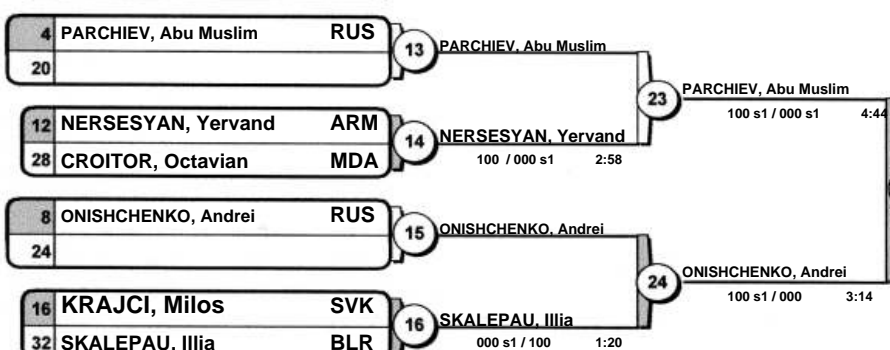 4 PARCHIEV, Abu Muslim RUS
20
13
PARCHIEV, Abu Muslim
12 NERSESYAN, Yervand ARM
28 CROITOR, Octavian MDA
14
NERSESYAN, Yervand
100 / 000 s1 2:58
23
PARCHIEV, Abu Muslim
100 s1 / 000 s1 4:44
8 ONISHCHENKO, Andrei RUS
24
15
ONISHCHENKO, Andrei
16 KRAJCI, Milos SVK
32 SKALEPAU, Illia BLR
16
SKALEPAU, Illia
000 s1 / 100 1:20
24
ONISHCHENKO, Andrei
100 s1 / 000 3:14